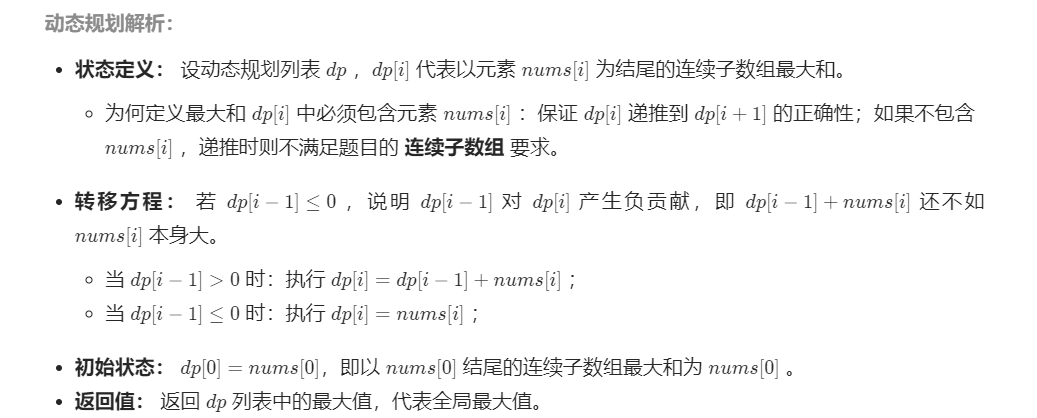 动态规划解析：
• 状态定义： 设动态规划列表 dp ，dp[i] 代表以元素 nums[i] 为结尾的连续子数组最大和。
◦ 为何定义最大和 dp[i] 中必须包含元素 nums[i] ：保证 dp[i] 递推到 dp[i + 1] 的正确性；如果不包含
nums[i] ，递推时则不满足题目的 连续子数组 要求。
• 转移方程： 若 dp[i − 1] ≤ 0 ，说明 dp[i − 1] 对 dp[i] 产生负贡献，即 dp[i − 1] + nums[i] 还不如
nums[i] 本身大。
◦ 当 dp[i − 1] > 0 时：执行 dp[i] = dp[i − 1] + nums[i] ；
◦ 当 dp[i − 1] ≤ 0 时：执行 dp[i] = nums[i] ；
• 初始状态： dp[0] = nums[0]，即以 nums[0] 结尾的连续子数组最大和为 nums[0] 。
• 返回值： 返回 dp 列表中的最大值，代表全局最大值。